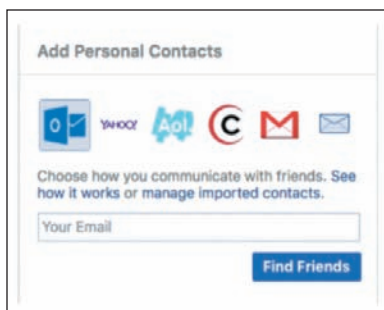 Add Personal Contacts
YAHOO! Aol.
Choose how you communicate with friends. See
how it works or manage imported contacts.
Your Email
Find Friends